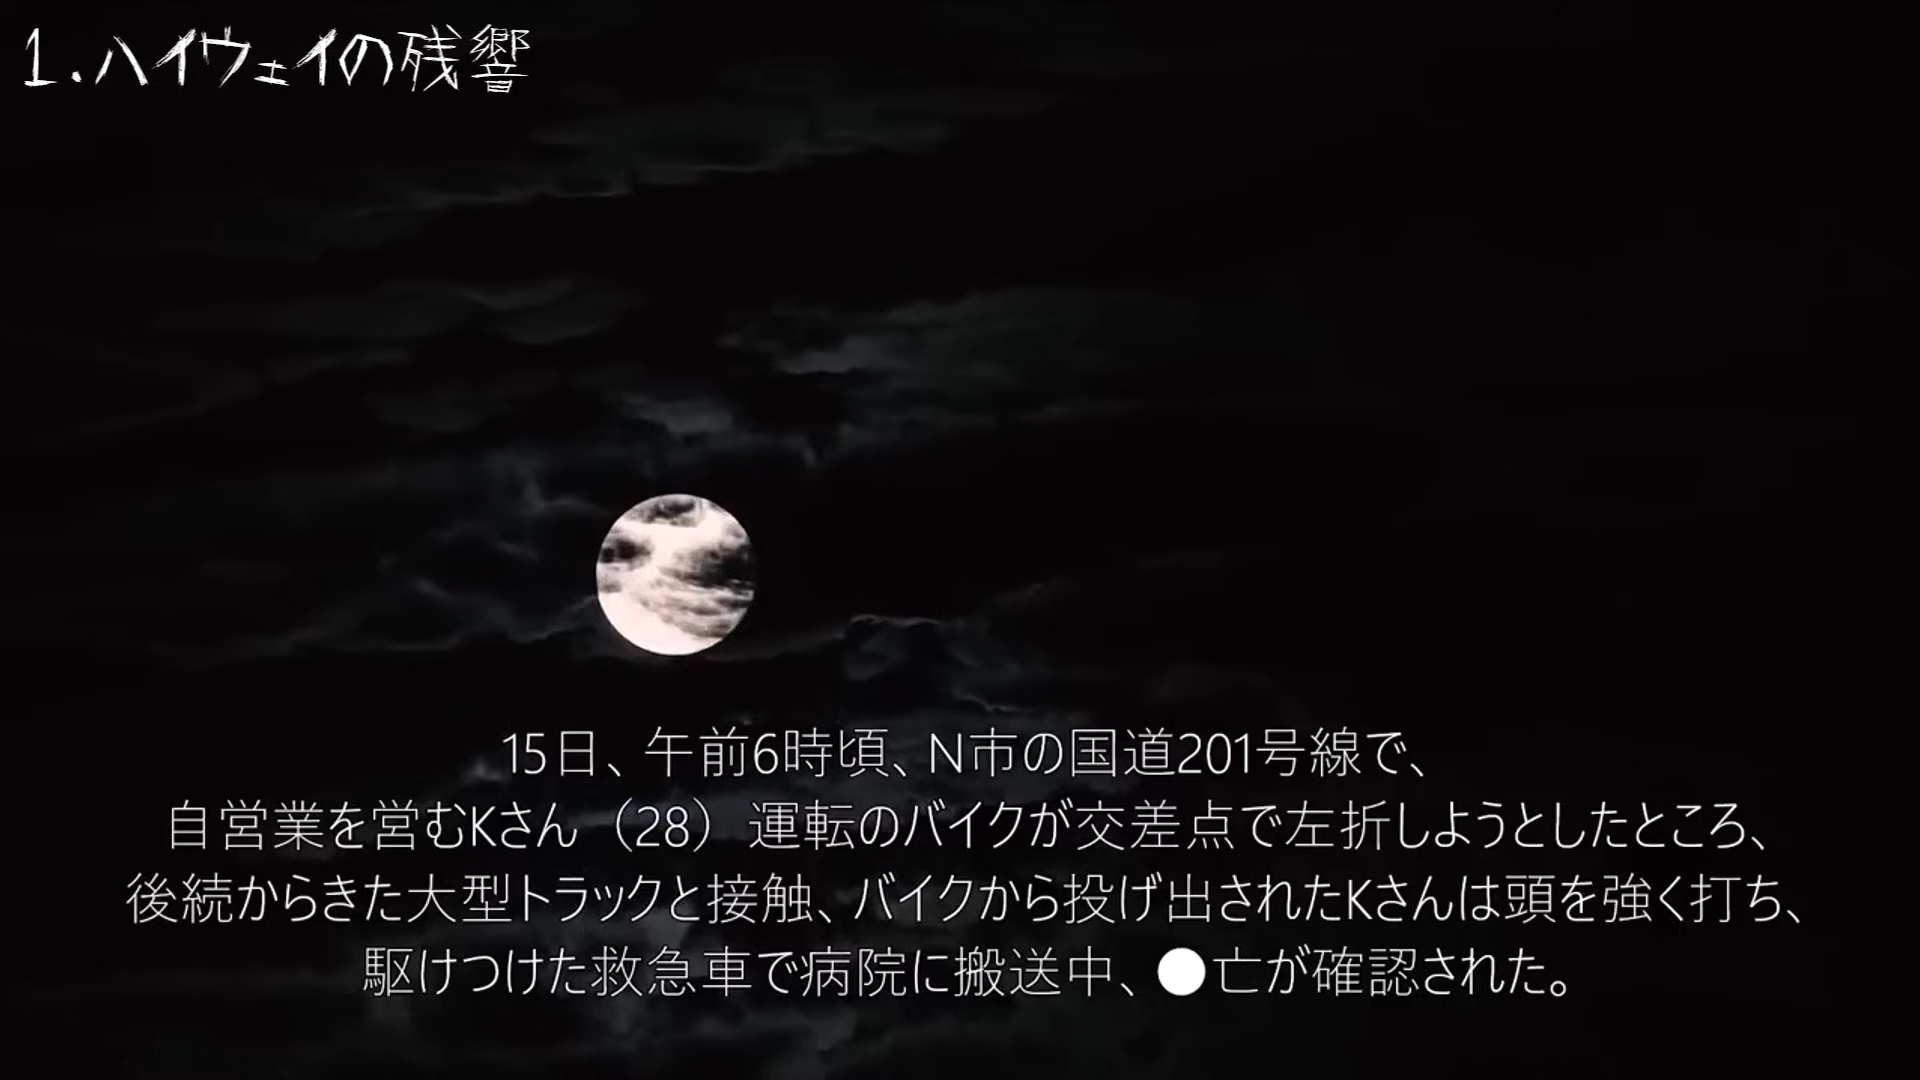 1.ハイウェイの残響
15日、午前6時頃、N市の国道201号線で、
自営業を営むKさん（28）運転のバイクが交差点で左折しようとしたところ、
後続からきた大型トラックと接触、バイクから投げ出されたKさんは頭を強く打ち、
駆けつけた救急車で病院に搬送中、●亡が確認された。